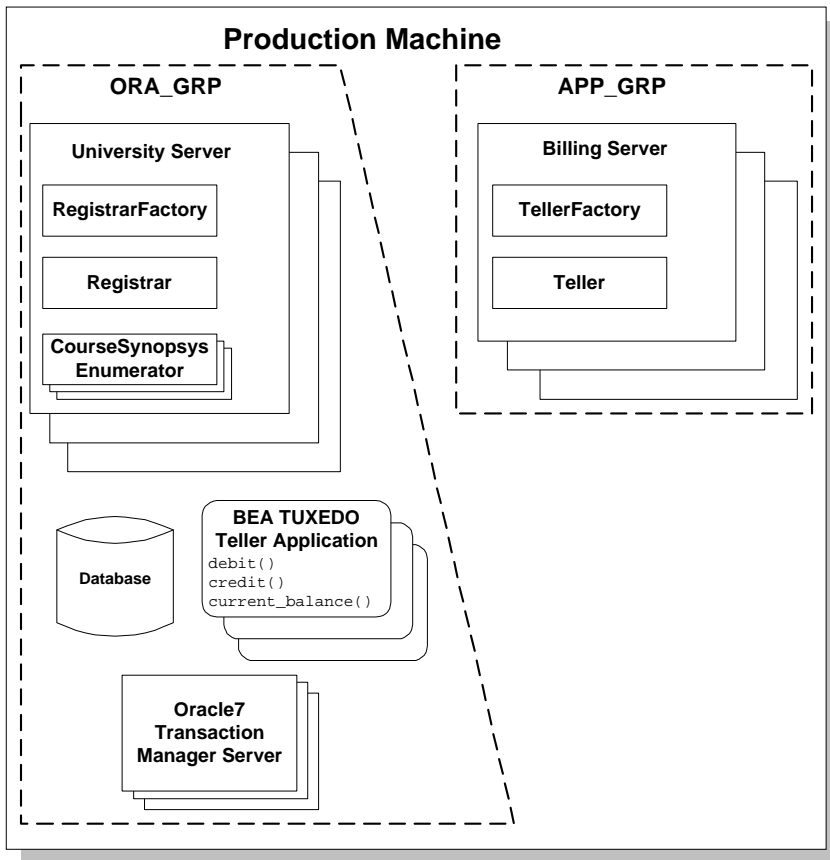 Production Machine
ORA_GRP
University Server
RegistrarFactory
Registrar
CourseSynopsys
Enumerator
Database
BEA TUXEDO
Teller Application
debit()
credit()
current_balance()
Oracle7
Transaction
Manager Server
APP_GRP
Billing Server
TellerFactory
Teller